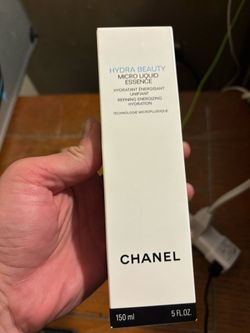 HYDRA BEAUTY
MICRO LIQUID
ESSENCE
HYDRATANT ÉNERGISANT
UNIFIANT
REFINING ENERGIZING
HYDRATION
TECHNOLOGIE MICROFLUIDIQUE
CHANEL
150 ml 5 FL.OZ.